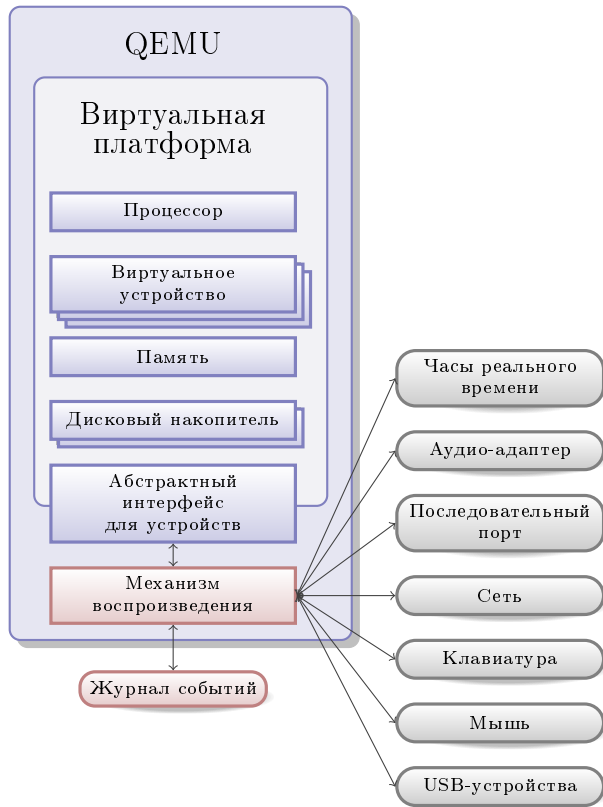 QEMU
Виртуальная
платформа
Процессор
Виртуальное
устройство
Память
Дисковый накопитель
Абстрактный
интерфейс
для устройств
Механизм
воспроизведения
Журнал событий
Часы реального
времени
Аудио-адаптер
Последовательный
порт
Сеть
Клавиатура
Мышь
USB-устройства